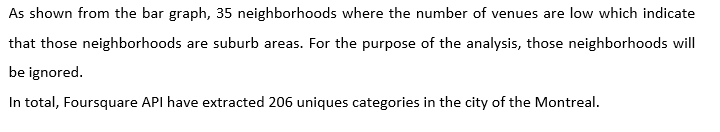 As shown from the bar graph, 35 neighborhoods where the number of venues are low which indicate
that those neighborhoods are suburb areas. For the purpose of the analysis, those neighborhoods will
be ignored.
In total, Foursquare API have extracted 206 uniques categories in the city of the Montreal.